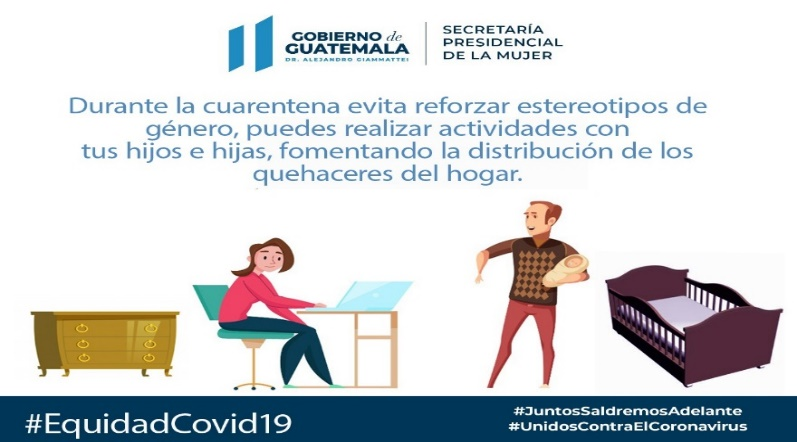 GOBIERNO de
GUATEMALA
DR. ALEJANDRO GIAMMATTEI
SECRETARÍA
PRESIDENCIAL
DE LA MUJER
Durante la cuarentena evita reforzar estereotipos de
género, puedes realizar actividades con
tus hijos e hijas, fomentando la distribución de los
quehaceres del hogar.
#EquidadCovid19
#JuntosSaldremosAdelante
#UnidosContraElCoronavirus